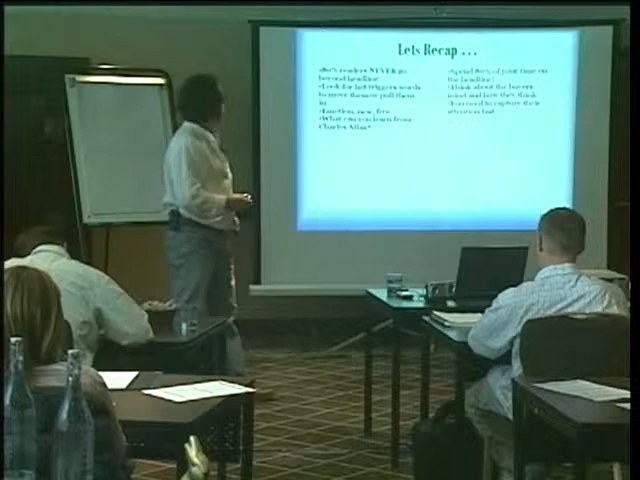 Lets Recap ...
•80% readers NEVER go
beyond headline
•Look for hot triggers words
to move them or pull them
in
•Emotion, new, free
•What can you learn from
Charles Atlas?
•Spend 80% of your time on
the headline!
•Think about the buyers
mind and how they think
•You need to capture their
attention fast